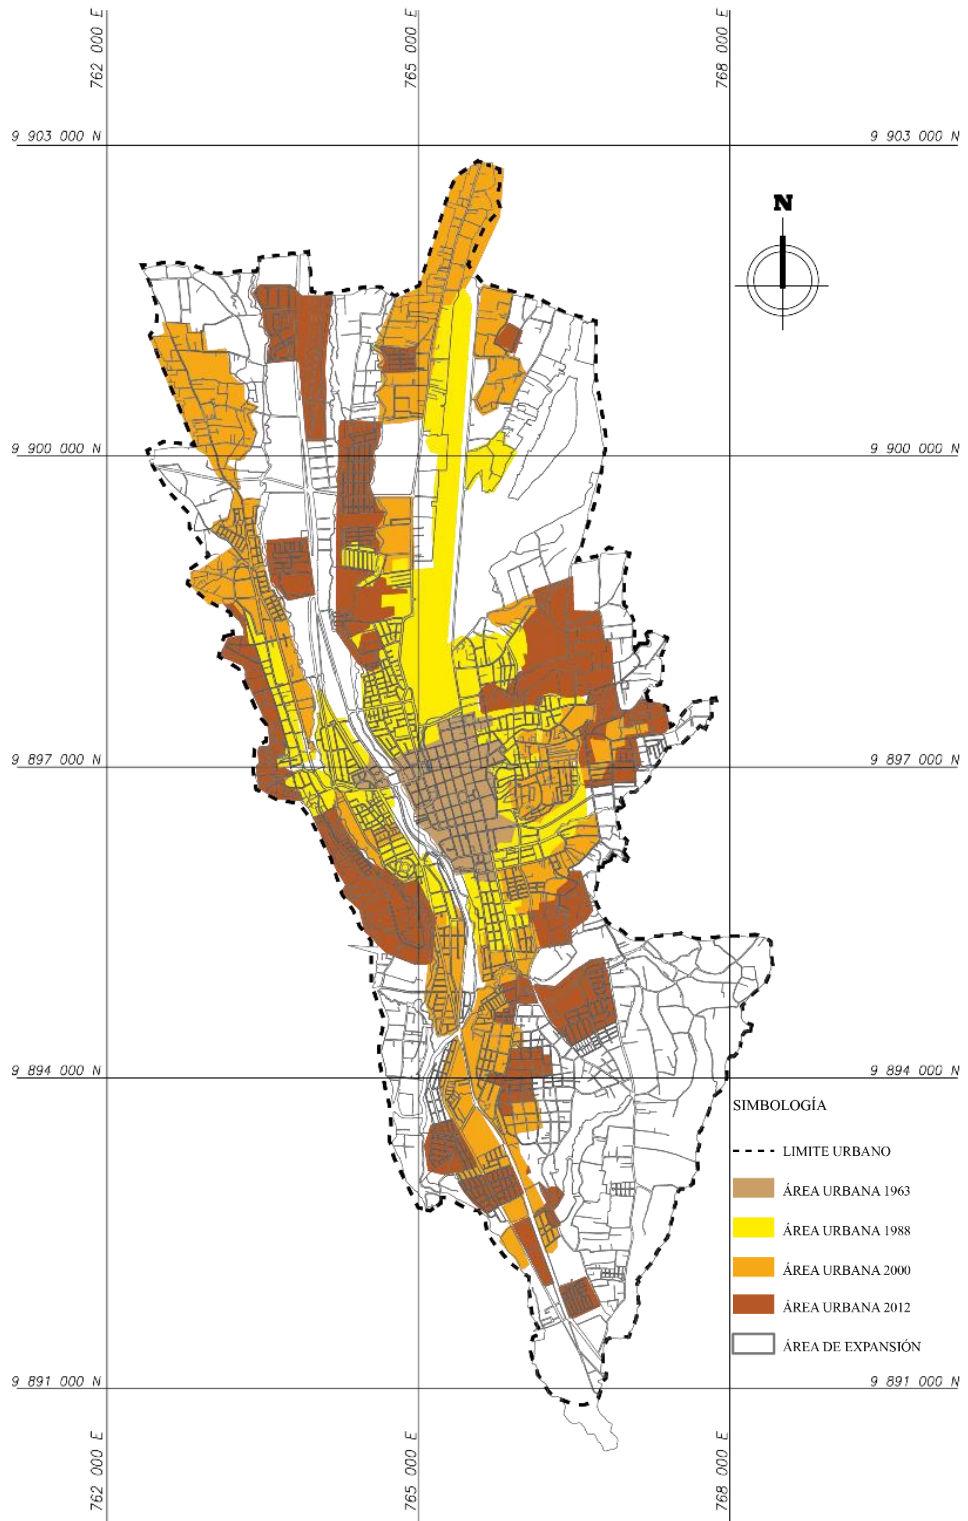 762 000 E
765 000 E
768 000 E
9 903 000 N
9 903 000 N
N
9 900 000 N
9 900 000 N
9 897 000 N
9 897 000 N
9 894 000 N
9 894 000 N
SIMBOLOGÍA
LIMITE URBANO
ÁREA URBANA 1963
ÁREA URBANA 1988
ÁREA URBANA 2000
ÁREA URBANA 2012
ÁREA DE EXPANSIÓN
9 891 000 N
9 891 000 N
762 000 E
765 000 E
768 000 E